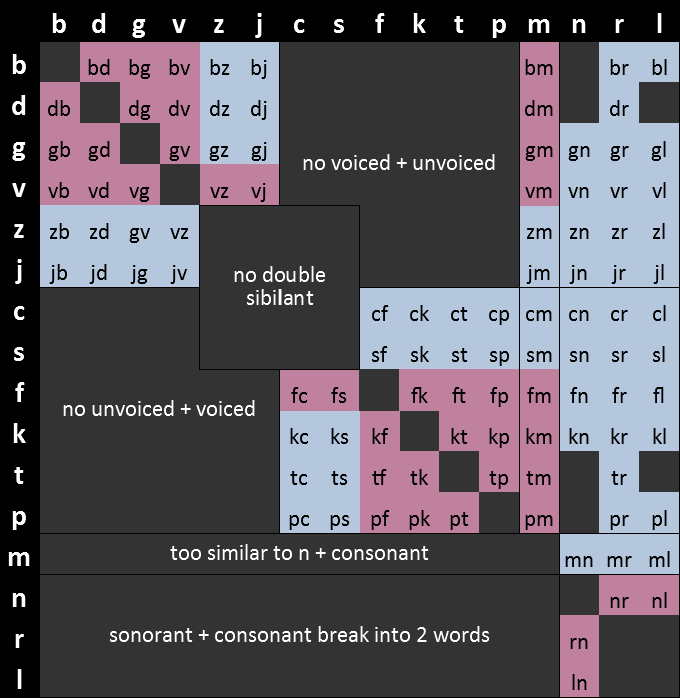 b d g v z j c s f k t p m n r l
b bd bg bv bz bj bm br bl
d db dg dv dz dj dm dr
g gb gd gv gz gj gm gn gr gl
no voiced + unvoiced
v vb vd vg vz vj vm vn vr vl
z zb zd gv vz zm zn zr zl
j jb jd jg jv jm jn jr jl
no double
sibilant
c cf ck ct cp cm cn cr cl
s sf sk st sp sm sn sr sl
f fc fs fk ft fp fm fn fr fl
no unvoiced + voiced
k kc ks kf kt kp km kn kr kl
t tc ts tf tk tp tm tr
p pc ps pf pk pt pm pr pl
m too similar to n + consonant mn mr ml
n nr nl
r sonorant + consonant break into 2 words rn
l ln